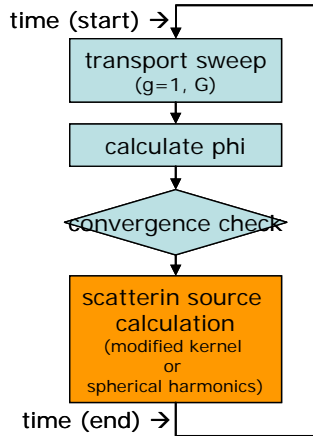 time (start) →
transport sweep
(g=1, G)
calculate phi
convergence check
scatterin source
calculation
(modified kernel
or
spherical harmonics)
time (end) →